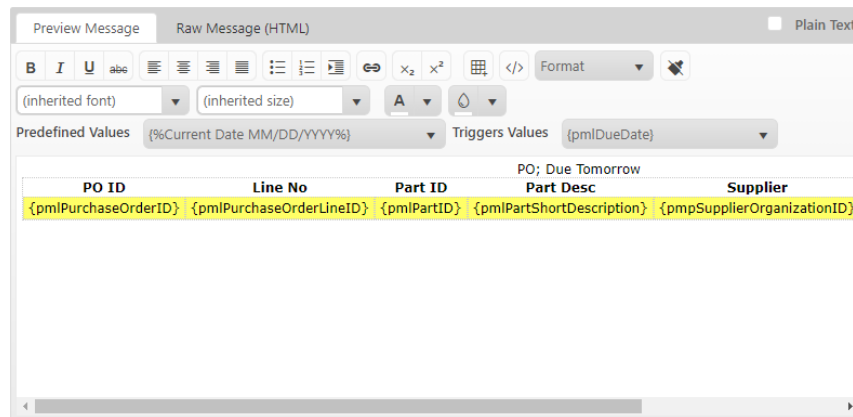 Preview Message Raw Message (HTML) Plain Text
B I U abc x₂ x² </> Format
(inherited font) (inherited size) A
Predefined Values {%Current Date MM/DD/YYYY%} Triggers Values {pmlDueDate}
PO; Due Tomorrow
PO ID Line No Part ID Part Desc Supplier
{pmlPurchaseOrderID} {pmlPurchaseOrderLineID} {pmlPartID} {pmlPartShortDescription} {pmpSupplierOrganizationID}